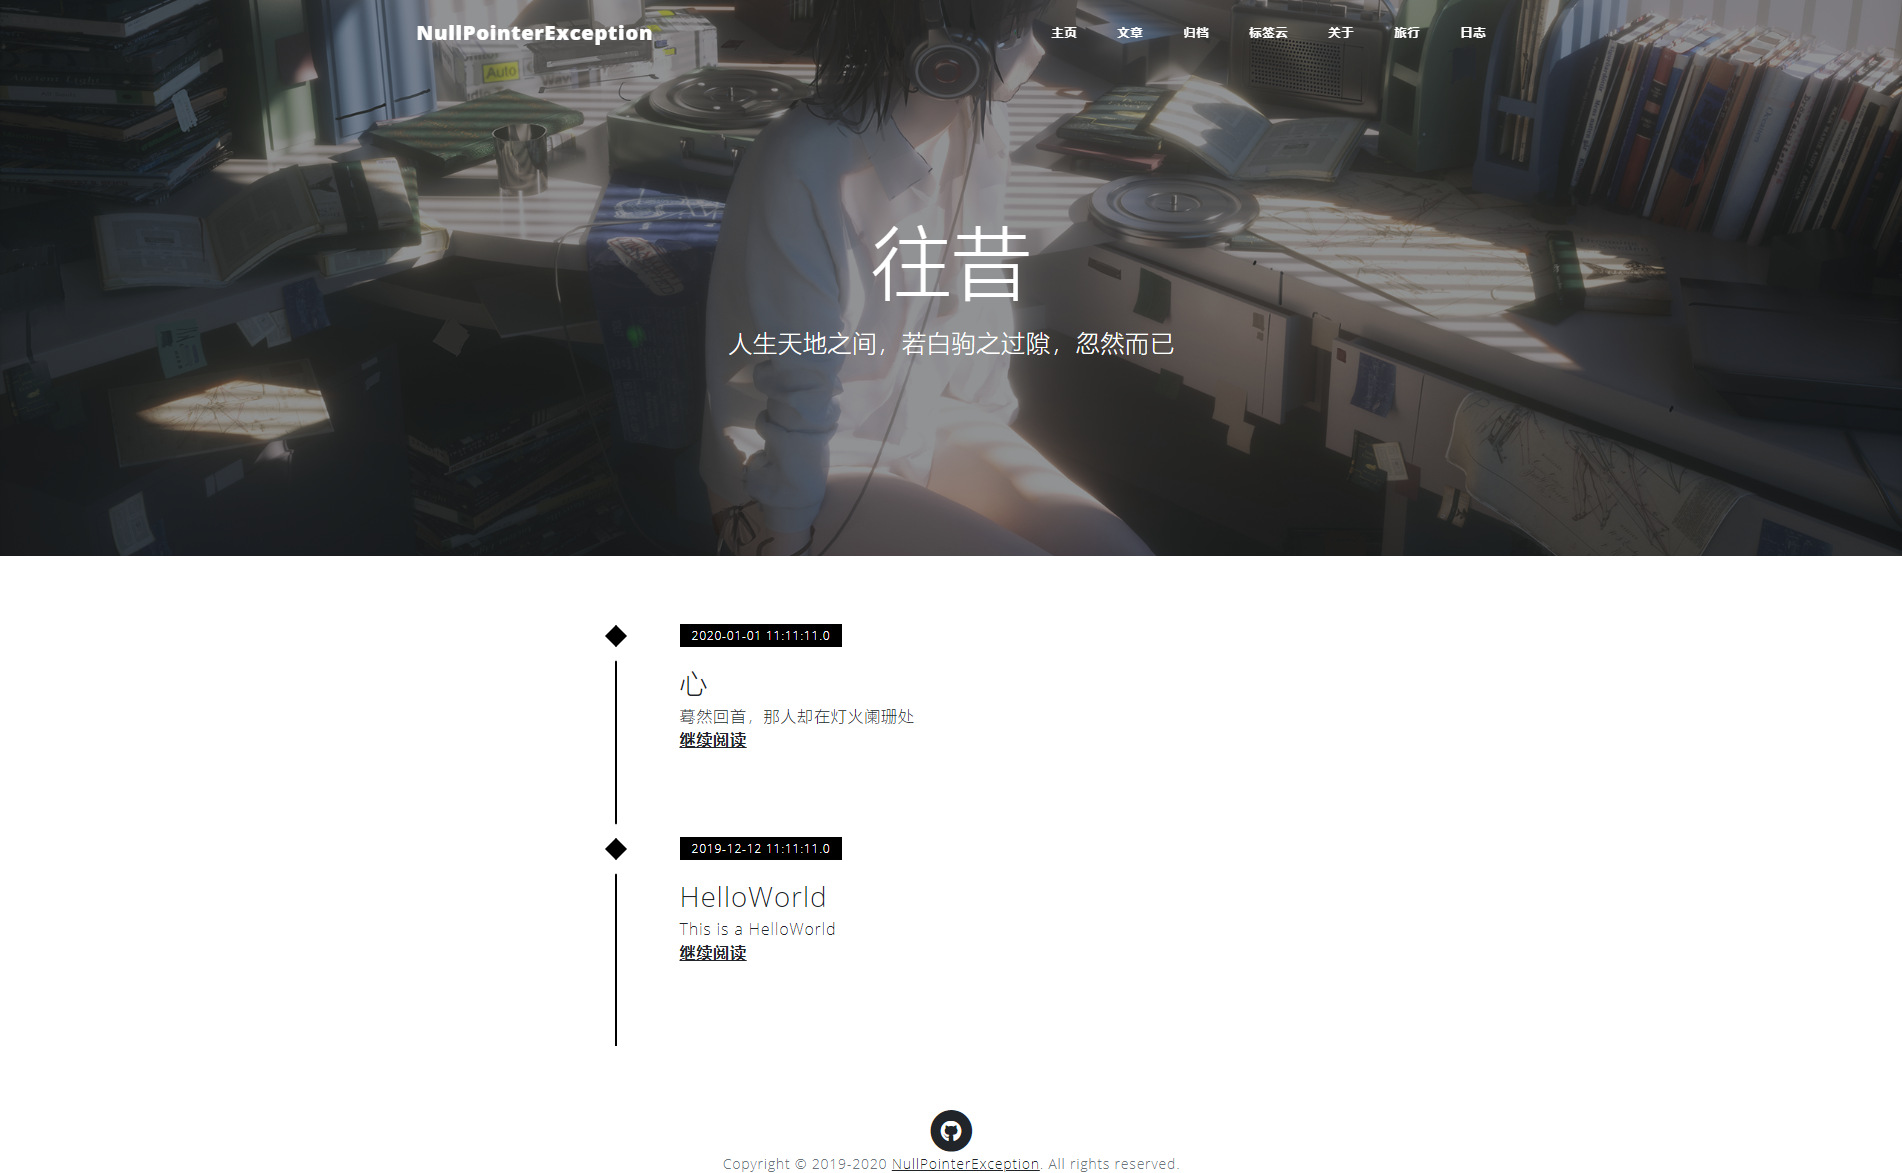 NullPointerException
主页 文章 归档 标签云 关于 旅行 日志
Auto
Way
往昔
人生天地之间，若白驹之过隙，忽然而已
2020-01-01 11:11:11.0
心
蓦然回首，那人却在灯火阑珊处
继续阅读
2019-12-12 11:11:11.0
HelloWorld
This is a HelloWorld
继续阅读
Copyright © 2019-2020 NullPointerException. All rights reserved.